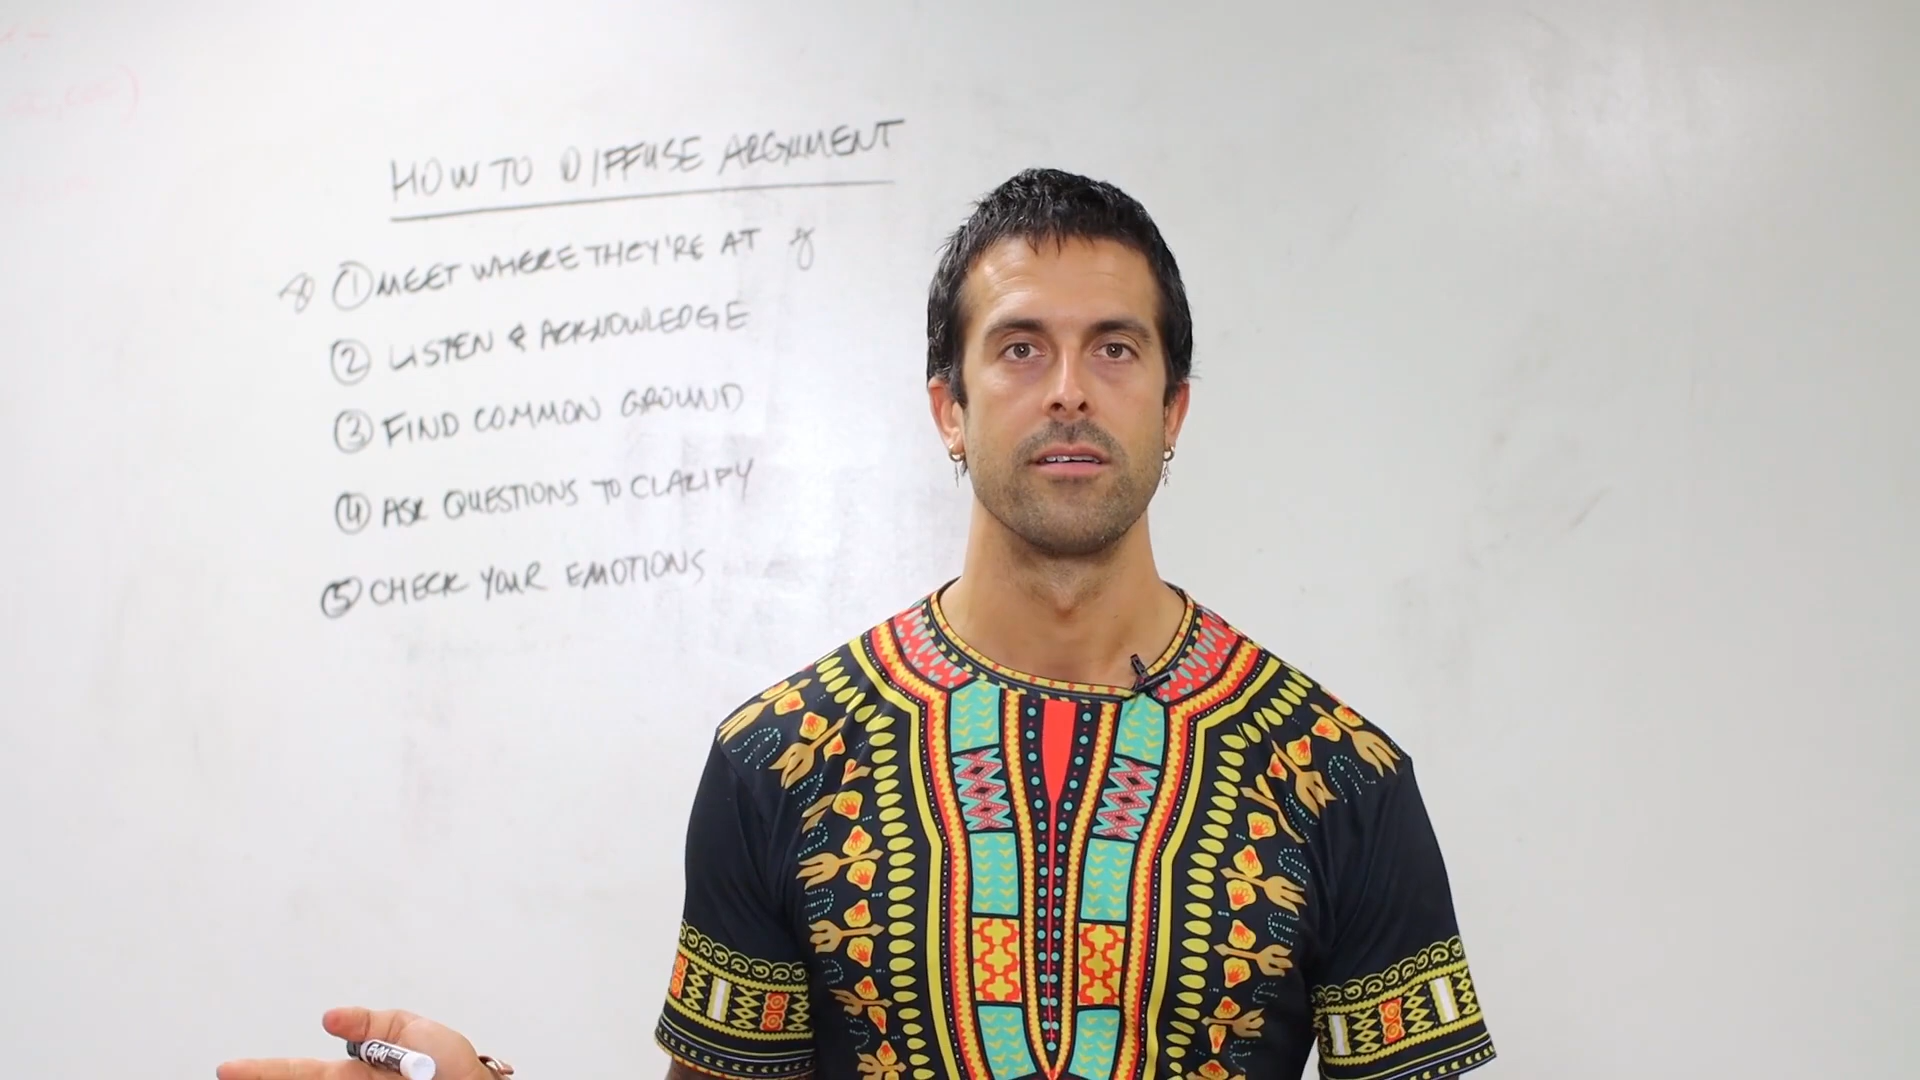 HOW TO DIFFUSE ARGUMENT
① MEET WHERE THEY'RE AT
② LISTEN & ACKNOWLEDGE
③ FIND COMMON GROUND
④ ASK QUESTIONS TO CLARIFY
⑤ CHECK YOUR EMOTIONS
EXPO